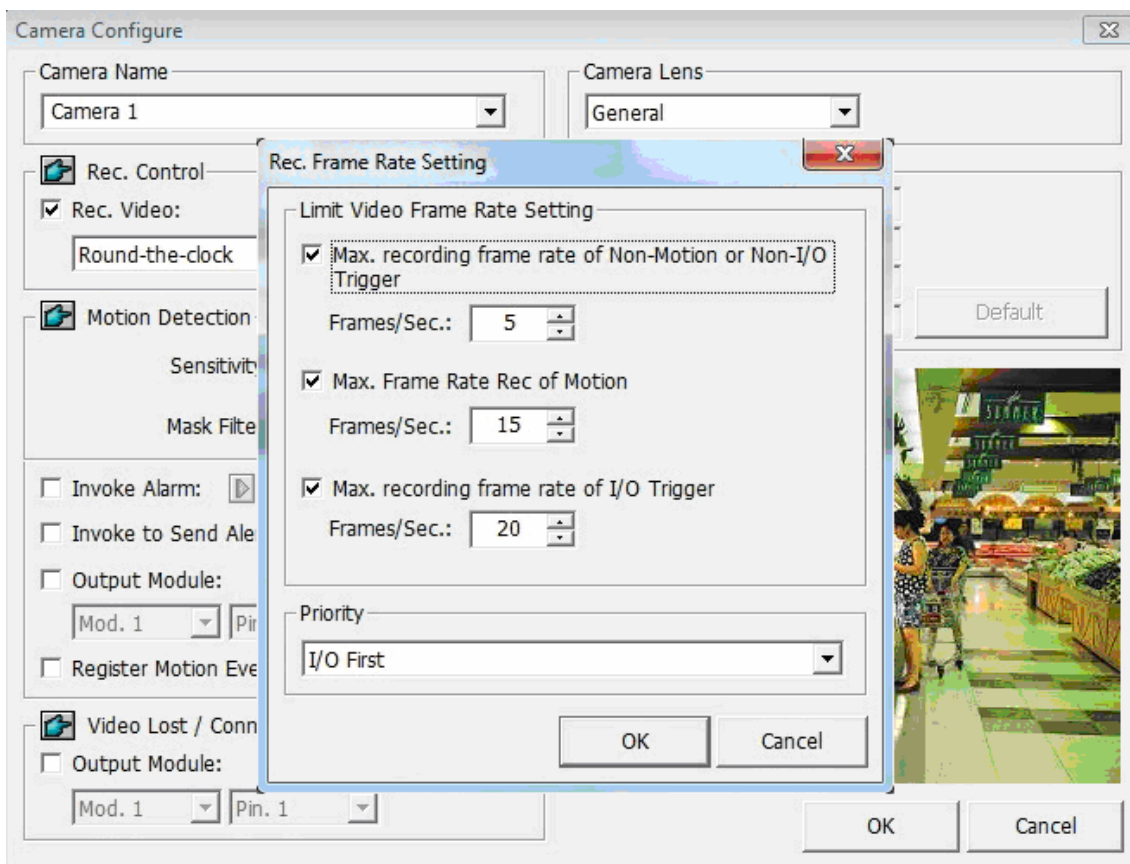 Camera Configure
Camera Name
Camera 1
Camera Lens
General
Rec. Frame Rate Setting
Rec. Control
Rec. Video:
Round-the-clock
Limit Video Frame Rate Setting
Max. recording frame rate of Non-Motion or Non-I/O
Trigger
Frames/Sec.: 5
Max. Frame Rate Rec of Motion
Frames/Sec.: 15
Max. recording frame rate of I/O Trigger
Frames/Sec.: 20
Priority
I/O First
OK Cancel
Motion Detection
Sensitivity
Mask Filte
Invoke Alarm:
Invoke to Send Ale
Output Module:
Mod. 1 Pin
Register Motion Eve
Video Lost / Conn
Output Module:
Mod. 1 Pin. 1
Default
SUMMER
OK Cancel